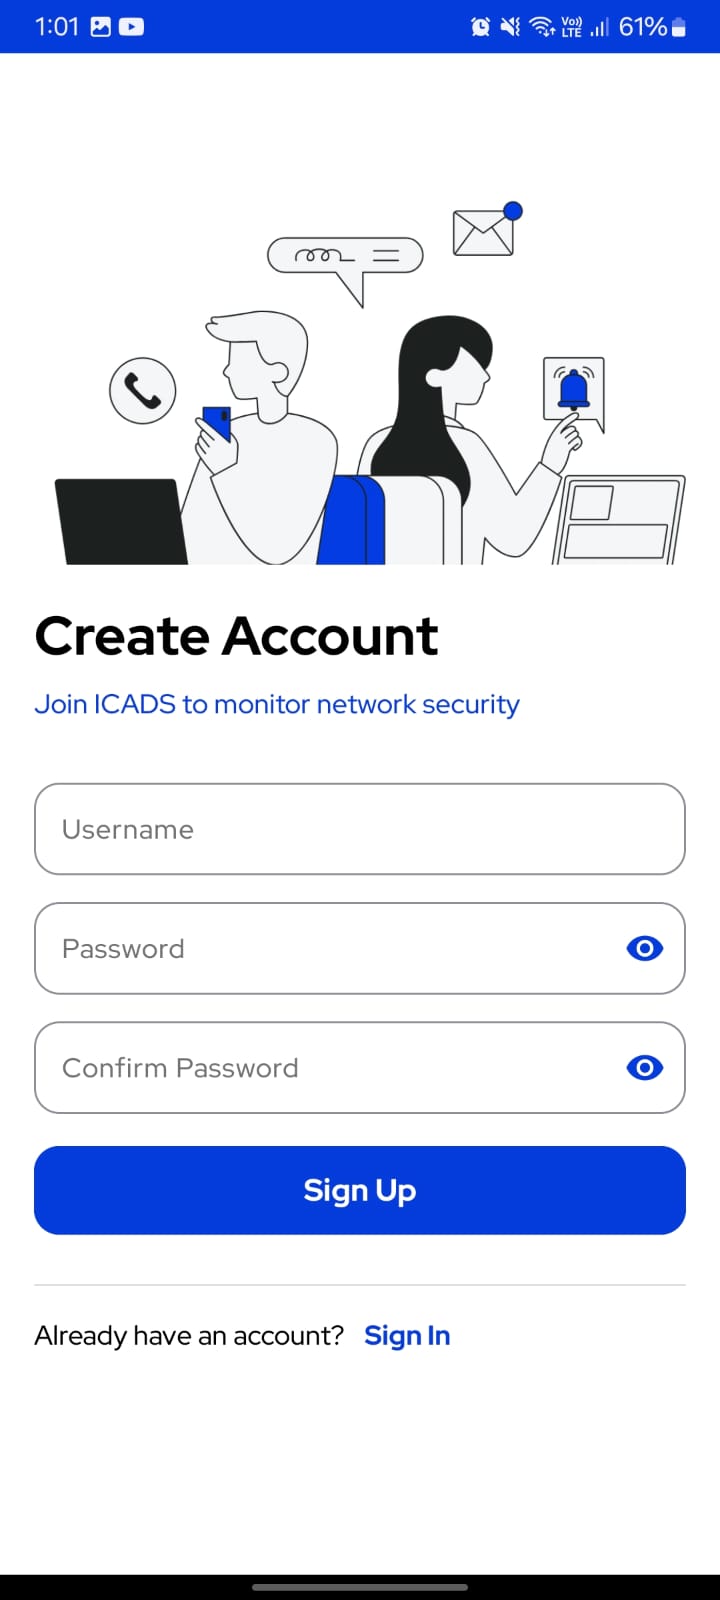 1:01 Vo)) LTE 61%
Create Account
Join ICADS to monitor network security
Username
Password
Confirm Password
Sign Up
Already have an account? Sign In